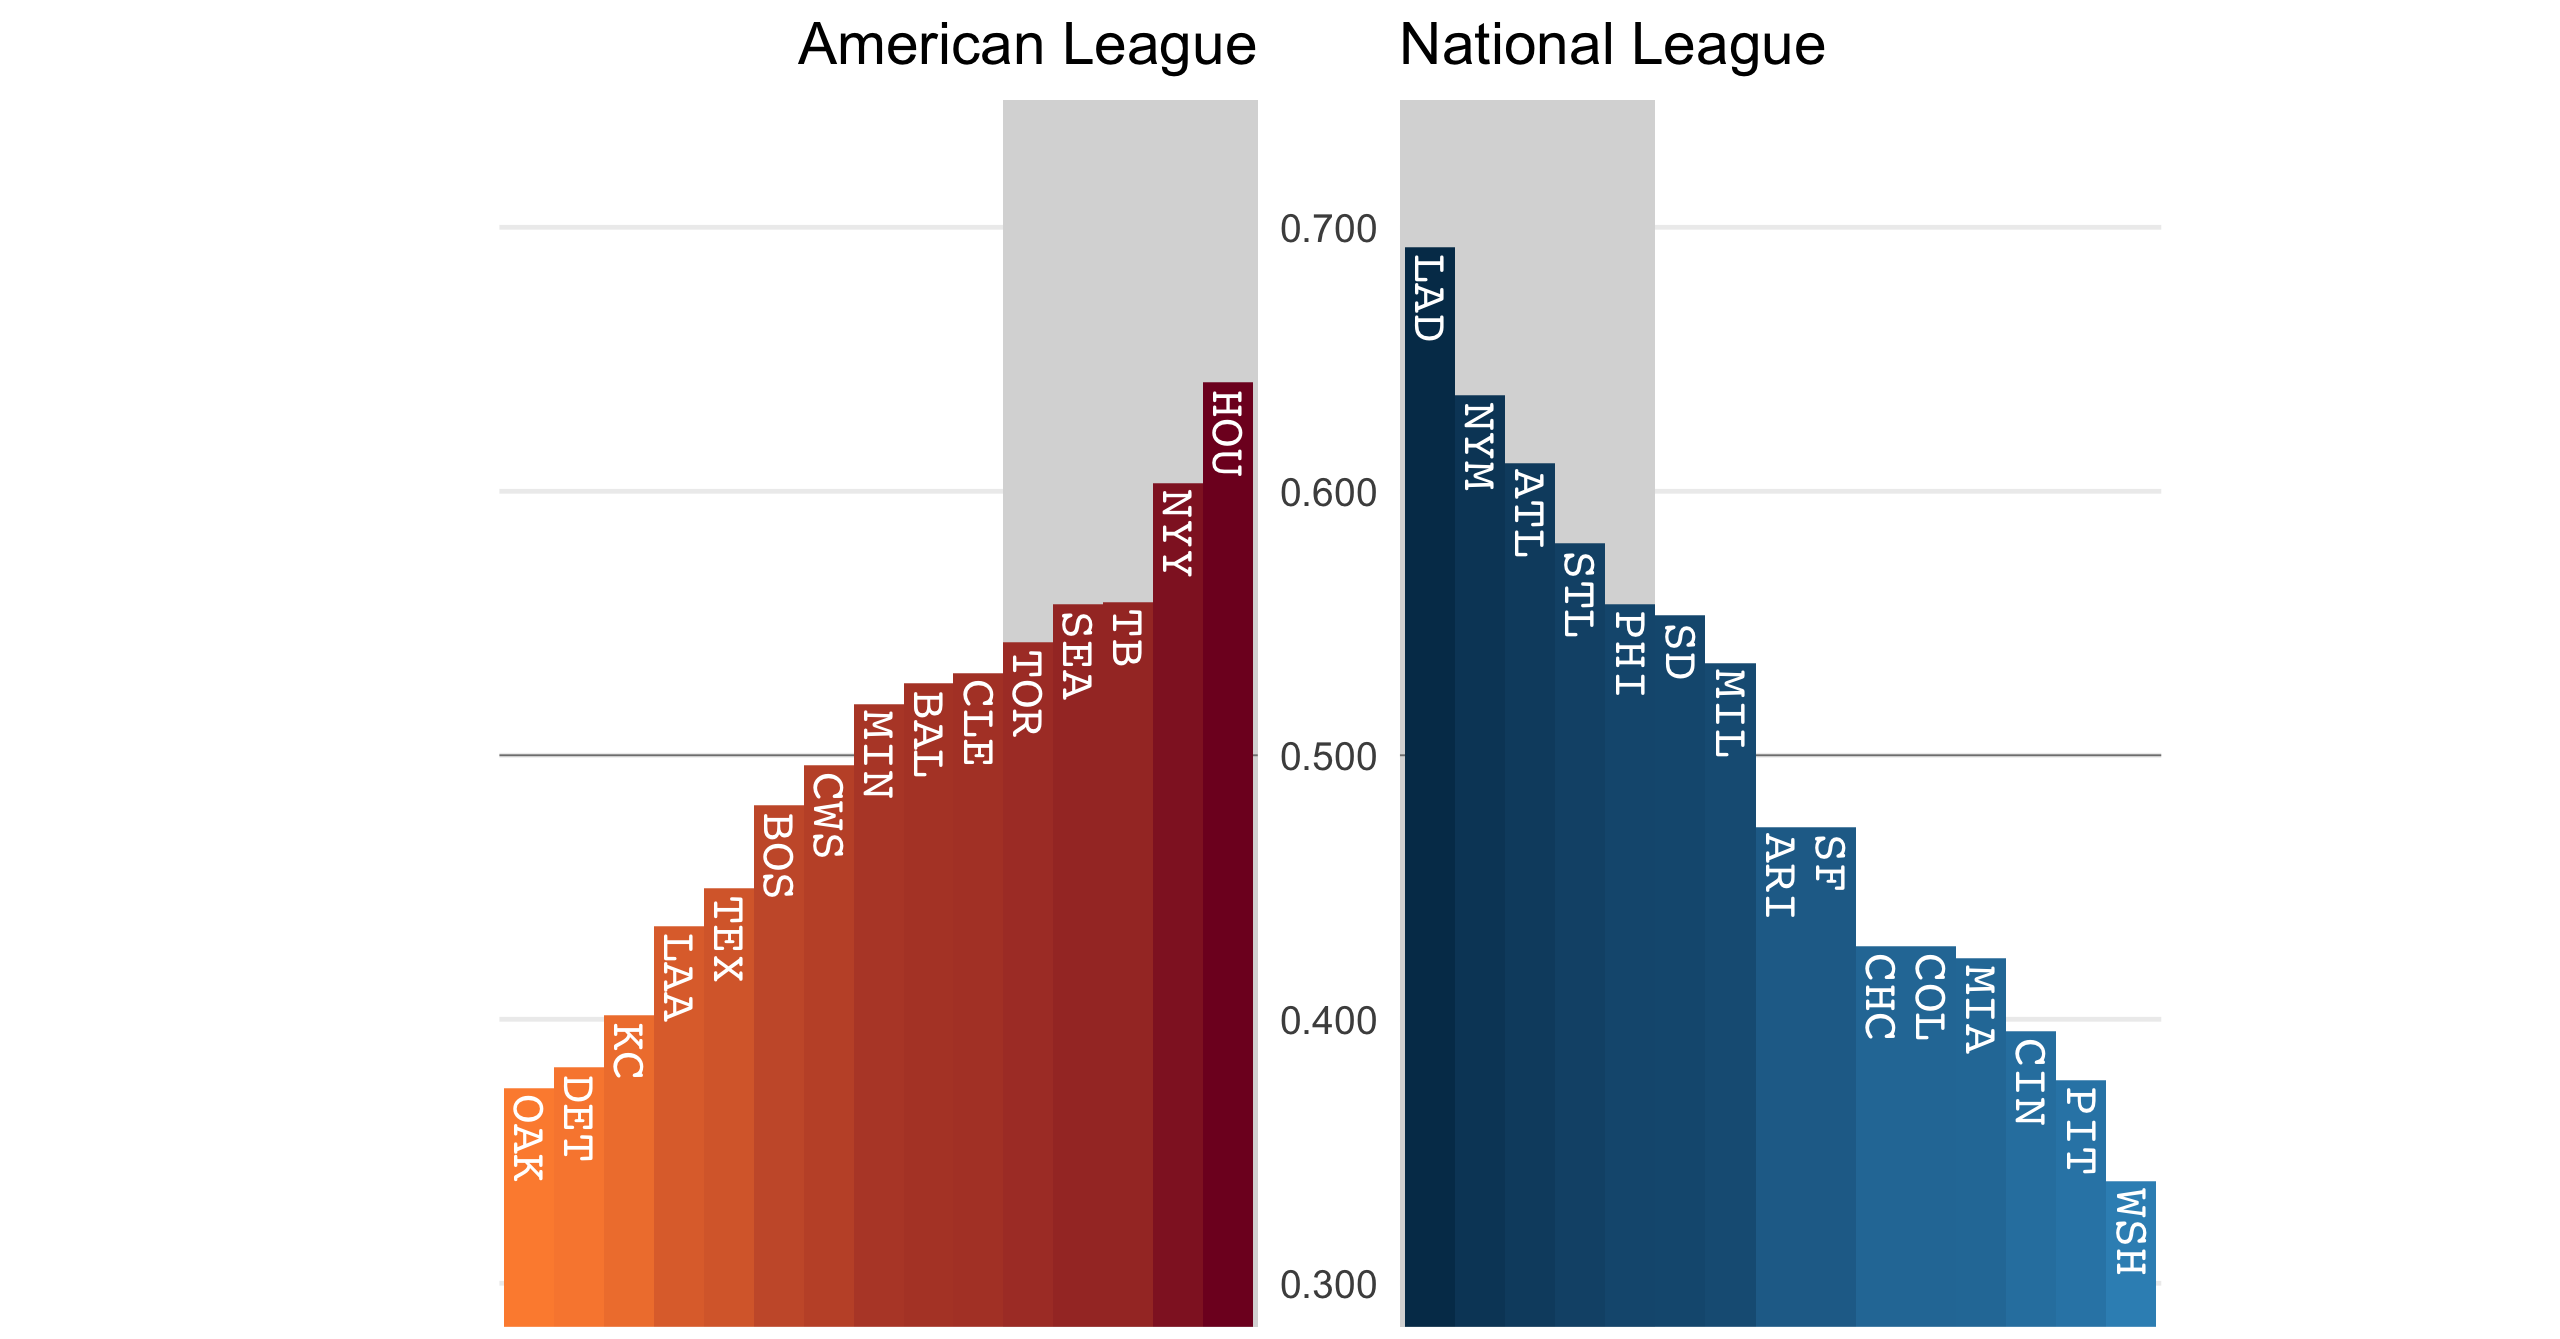 American League
National League
0.700
0.600
0.500
0.400
0.300
OAK
DET
KC
LAA
TEX
BOS
CWS
MIN
BAL
CLE
TOR
SEA
TB
NYY
HOU
LAD
NYM
ATL
STL
PHI
SD
MIL
ARI
SF
CHC
COL
MIA
CIN
PIT
WSH